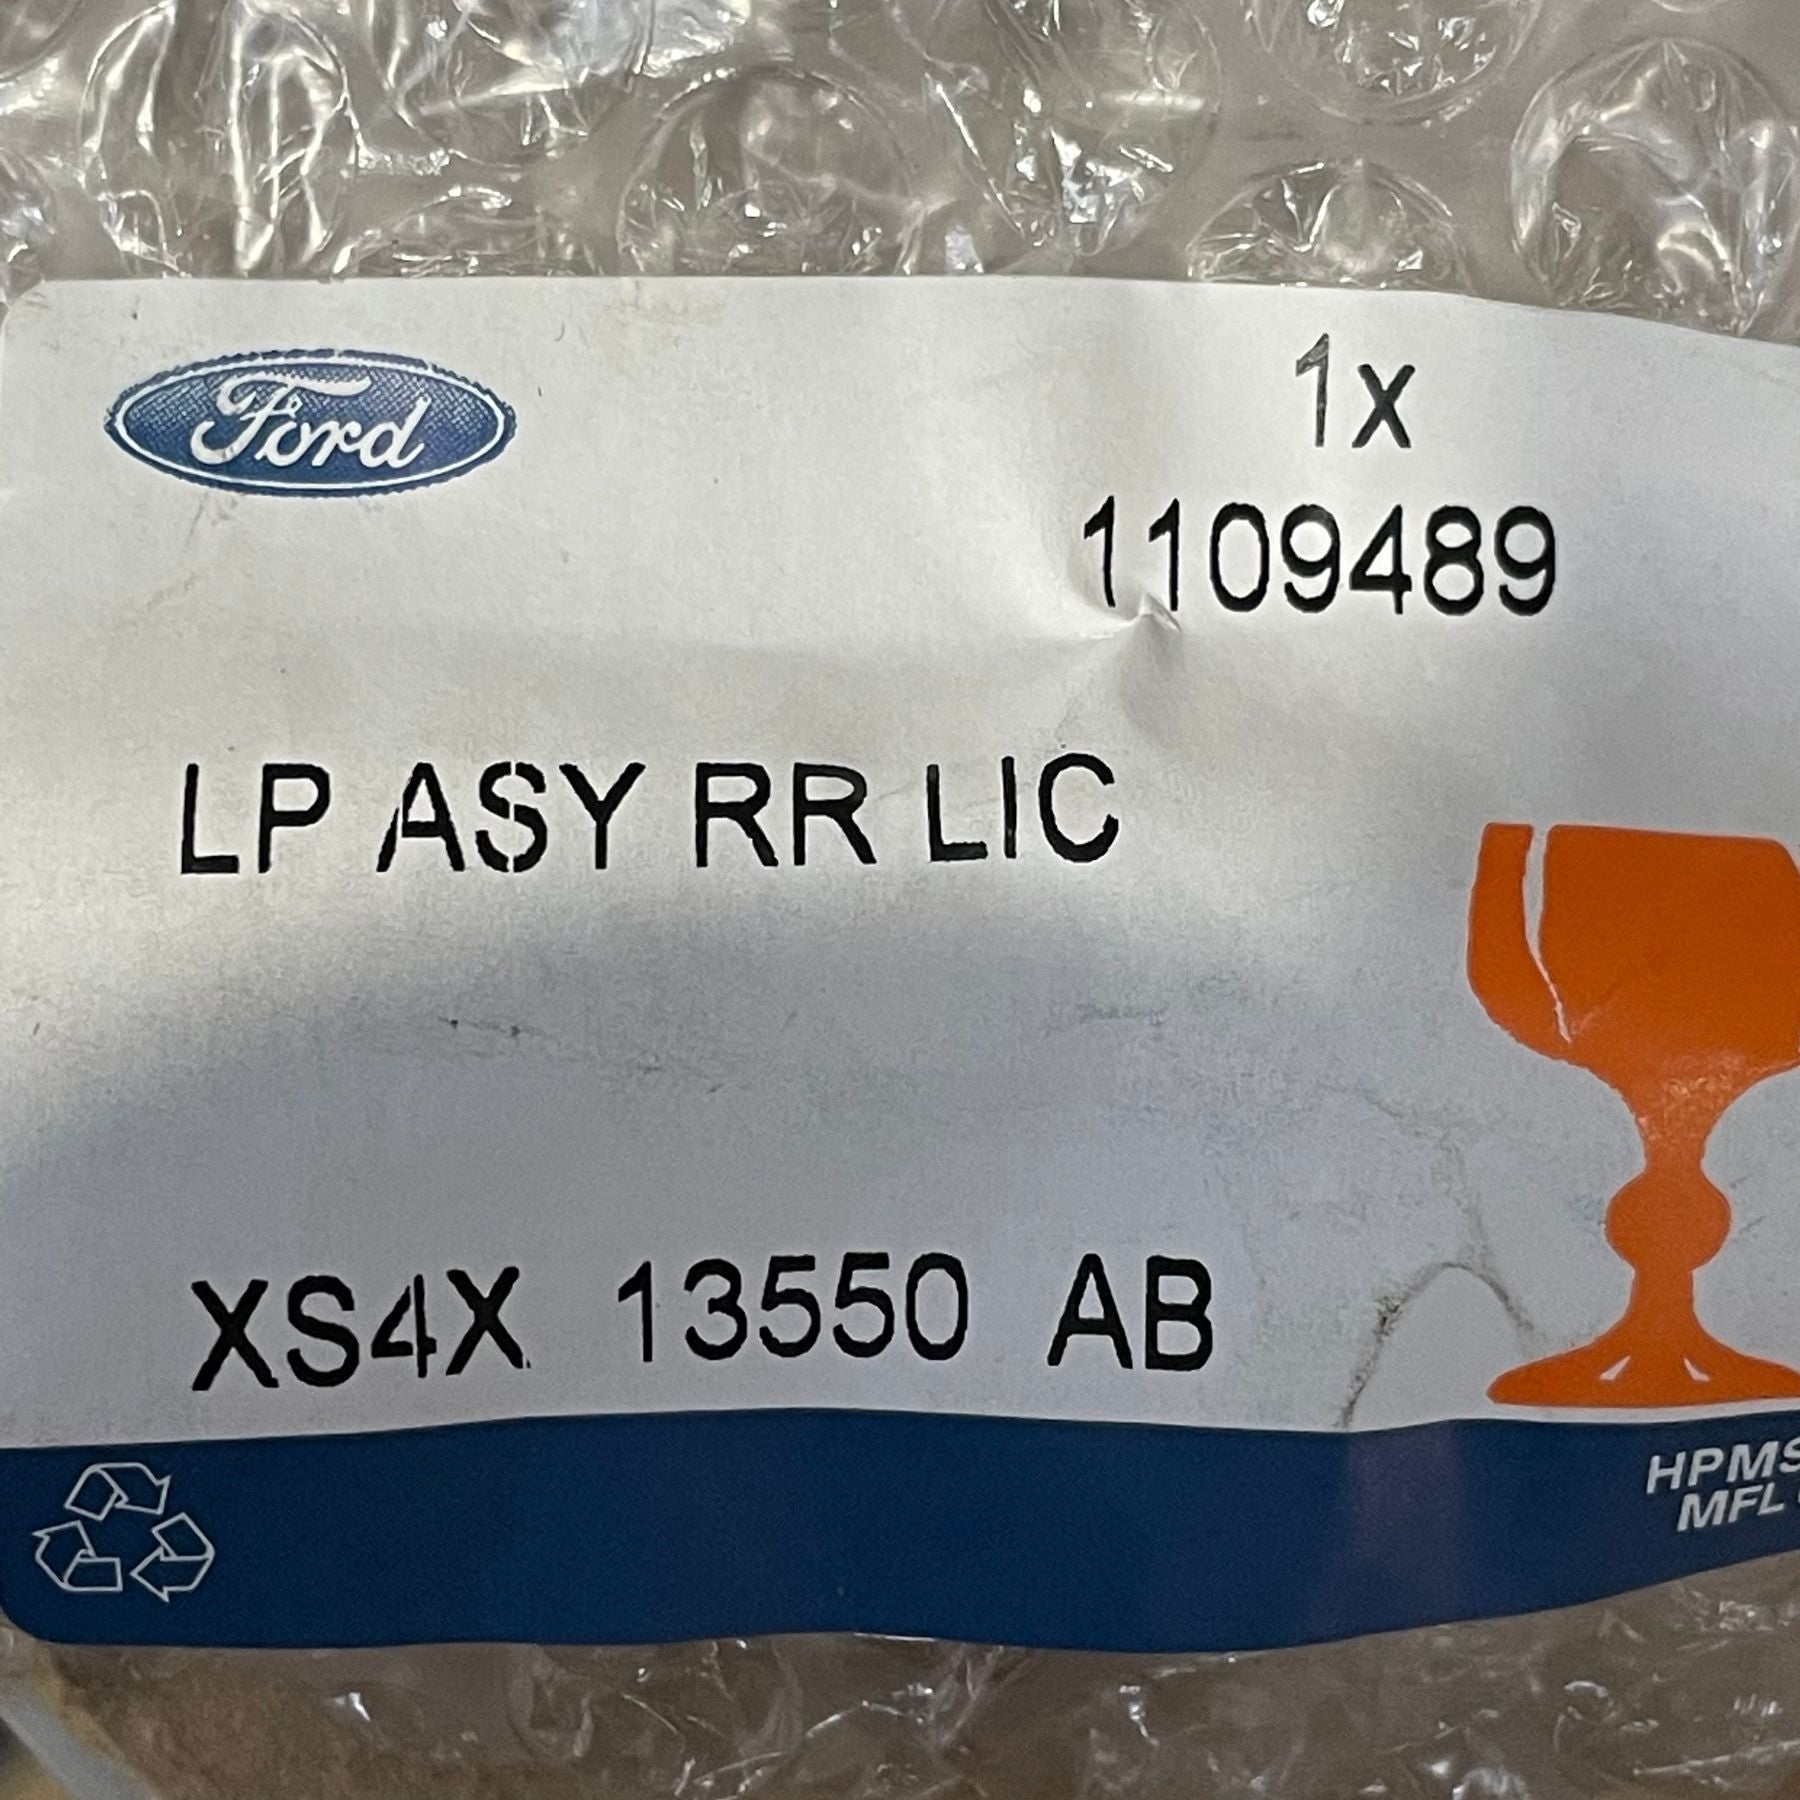 Ford
1x
1109489
LP ASY RR LIC
XS4X 13550 AB
HPMS
MFL